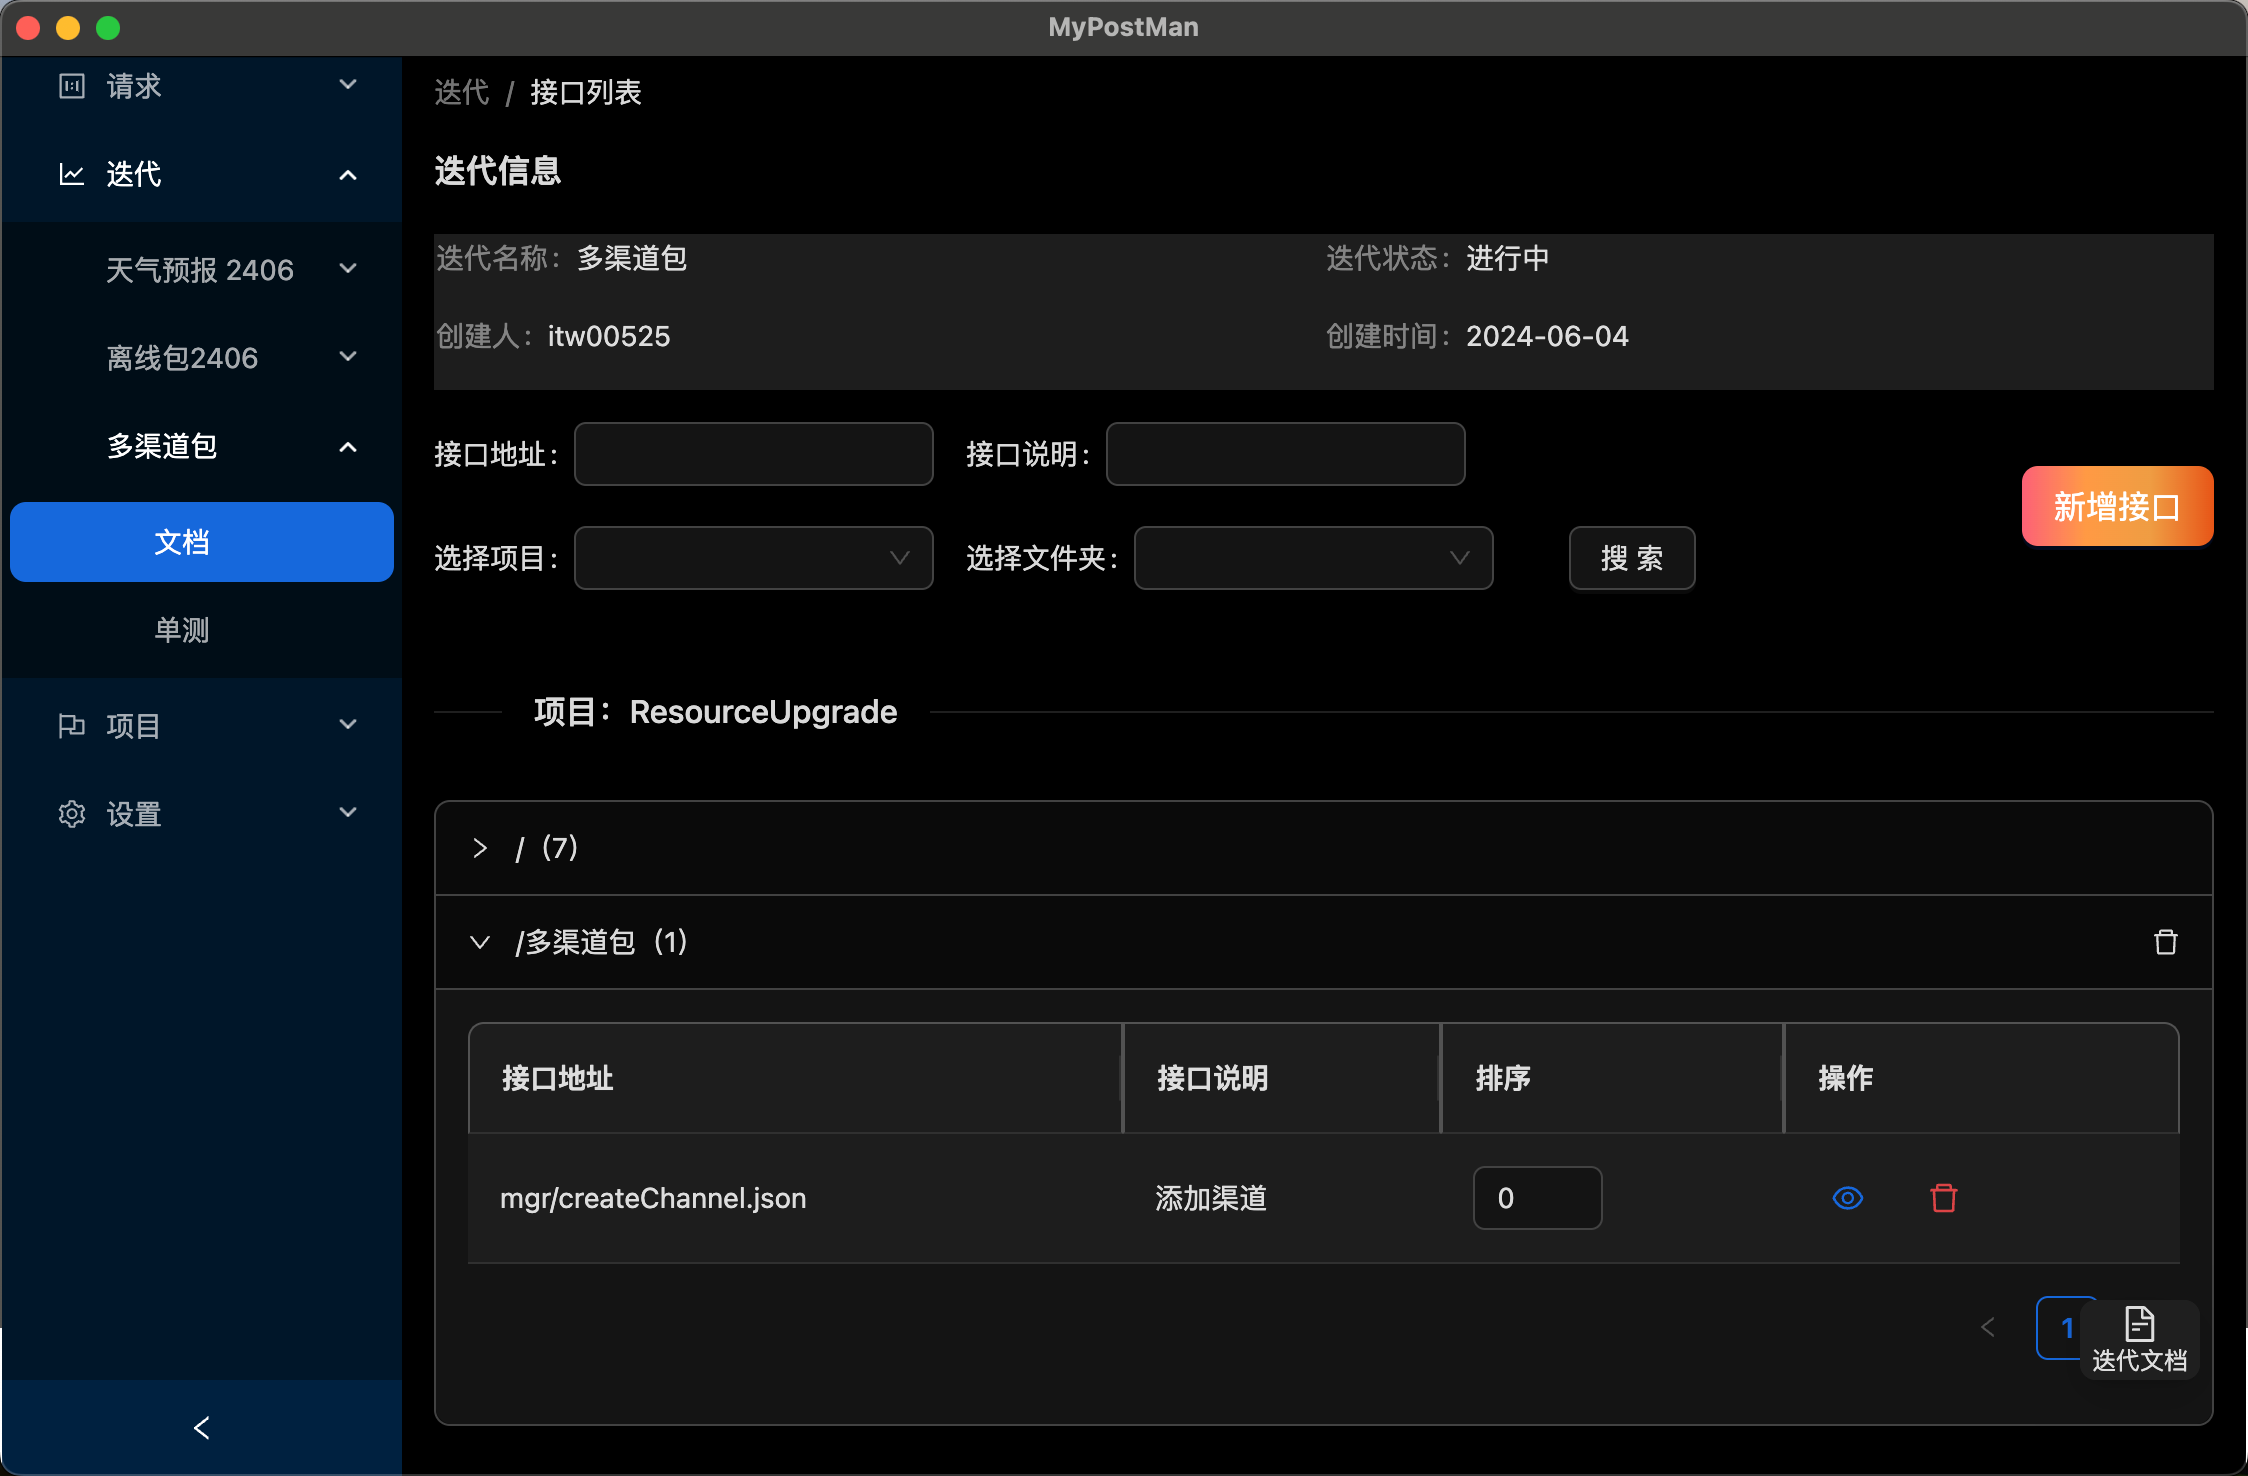 MyPostMan
请求
迭代
天气预报 2406
离线包2406
多渠道包
文档
单测
项目
设置
迭代 / 接口列表
迭代信息
迭代名称: 多渠道包
迭代状态: 进行中
创建人: itw00525
创建时间: 2024-06-04
接口地址:
接口说明:
选择项目:
选择文件夹:
搜 索
新增接口
项目：ResourceUpgrade
/（7）
/多渠道包（1）
接口地址 接口说明 排序 操作
mgr/createChannel.json 添加渠道 0
1
迭代文档